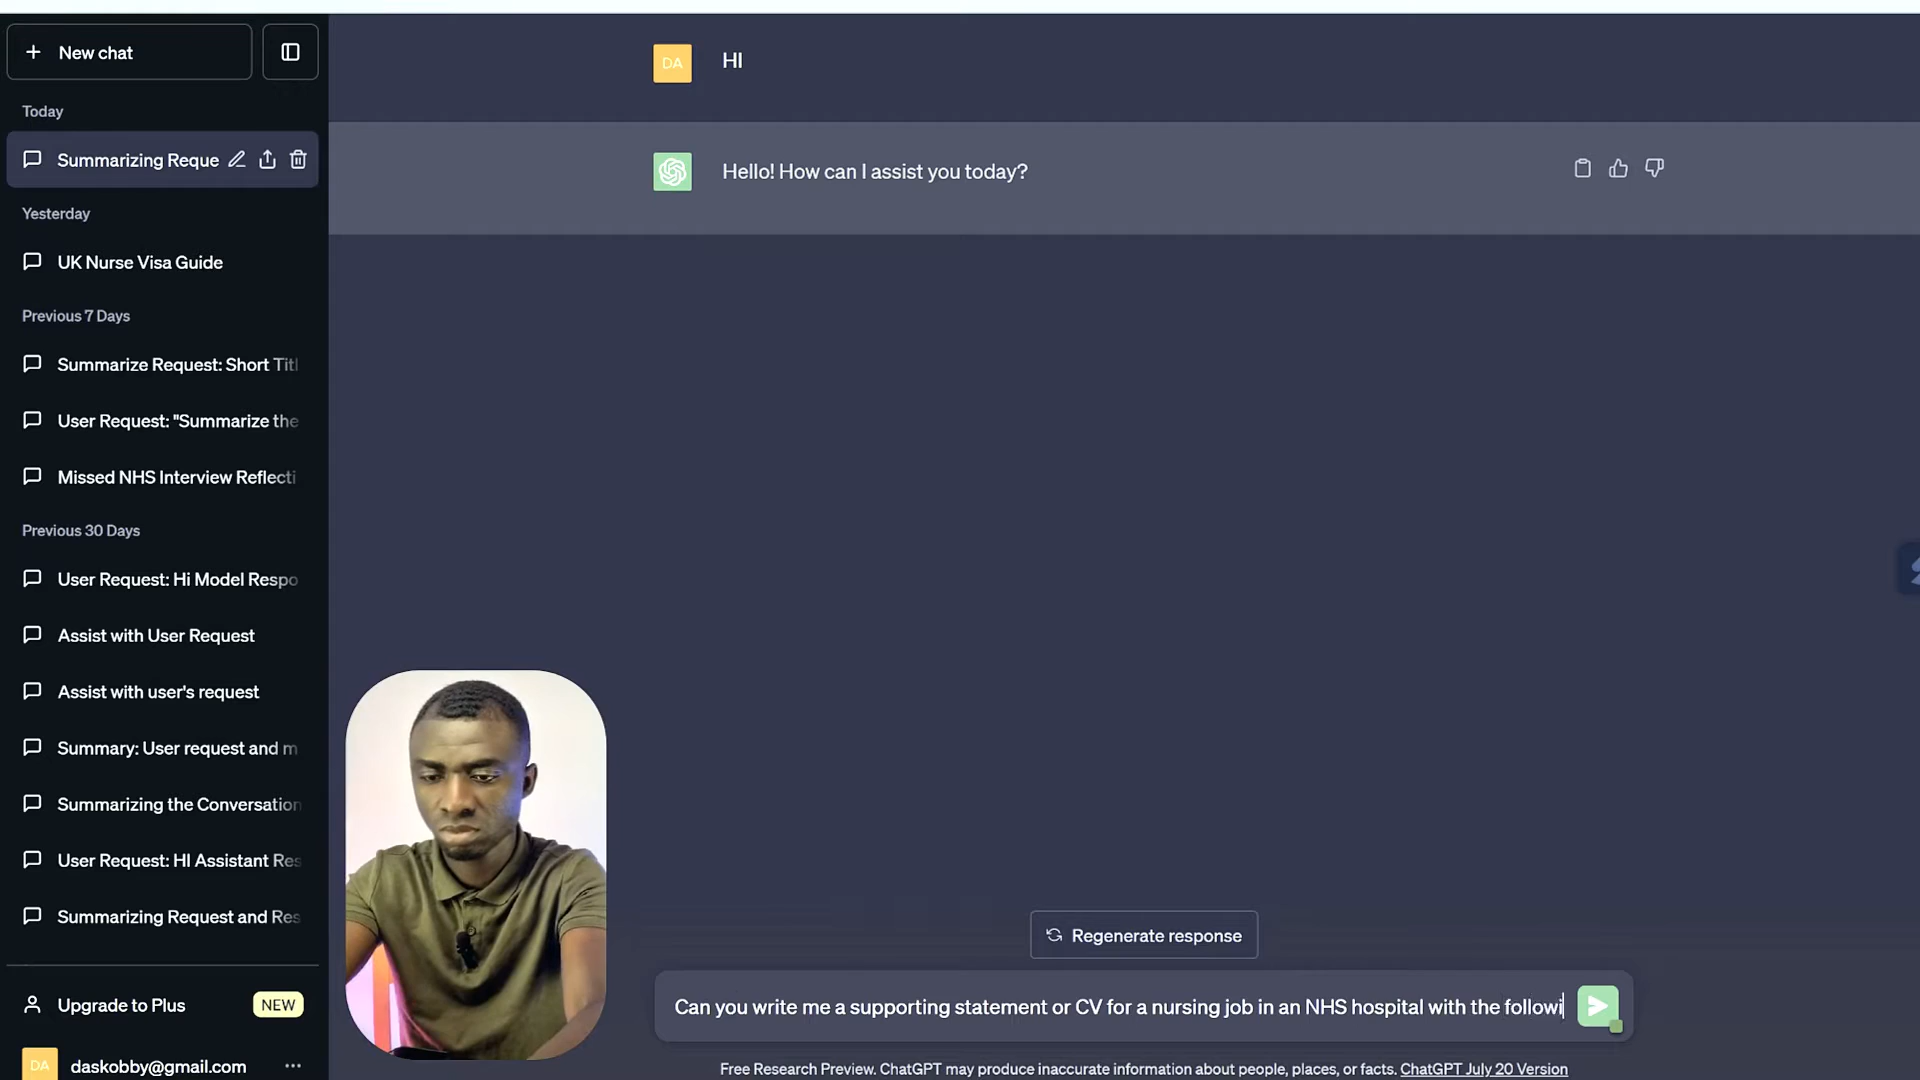 New chat
Today
Summarizing Reque
Yesterday
UK Nurse Visa Guide
Previous 7 Days
Summarize Request: Short Titl
User Request: "Summarize the
Missed NHS Interview Reflecti
Previous 30 Days
User Request: Hi Model Respo
Assist with User Request
Assist with user's request
Summary: User request and m
Summarizing the Conversation
User Request: HI Assistant Res
Summarizing Request and Res
Upgrade to Plus NEW
DA daskobby@gmail.com
DA HI
Hello! How can I assist you today?
Regenerate response
Can you write me a supporting statement or CV for a nursing job in an NHS hospital with the followi
Free Research Preview. ChatGPT may produce inaccurate information about people, places, or facts. ChatGPT July 20 Version